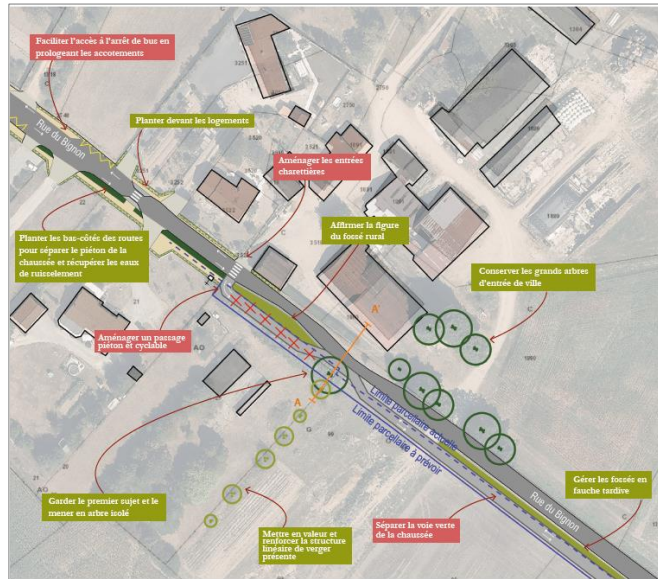 Faciliter l'accès à l'arrêt de bus en
prologeant les accotements
Rue du Bignon
Planter devant les logements
Aménager les entrées
charettières
Affirmer la figure
du fossé rural
Planter les bas-côtés des routes
pour séparer le piéton de la
chaussée et récupérer les eaux
de ruisselement
Conserver les grands arbres
d'entrée de ville
A'
Aménager un passage
piéton et cyclable
A
Limite parcellaire actuelle
Limite parcellaire à prévoir
Garder le premier sujet et le
mener en arbre isolé
Mettre en valeur et
renforcer la structure
linéaire de verger
présente
Séparer la voie verte
de la chaussée
Rue du Bignon
Gérer les fossés en
fauche tardive